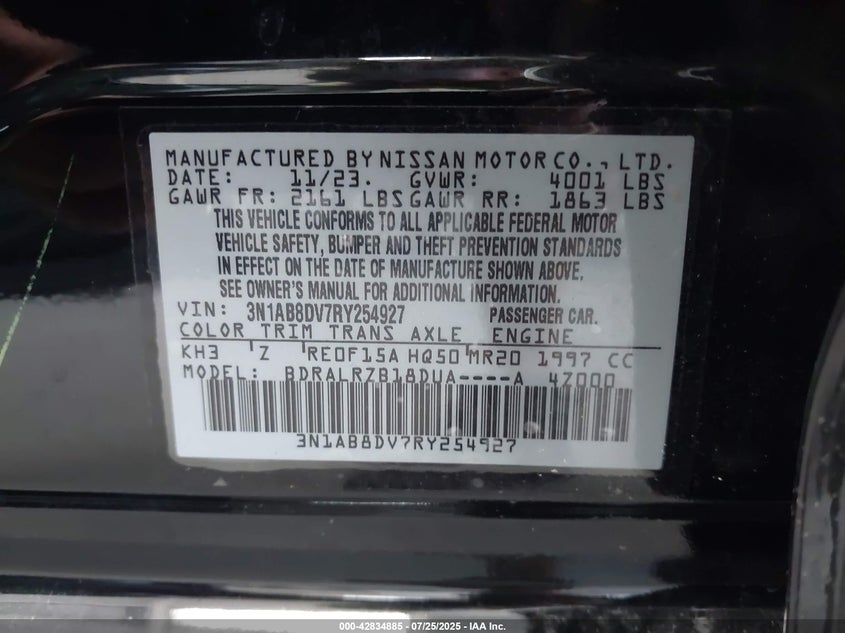 MANUFACTURED BY NISSAN MOTOR CO., LTD.
DATE: 11/23. GVWR: 4001 LBS
GAWR FR: 2161 LBS GAWR RR: 1863 LBS
THIS VEHICLE CONFORMS TO ALL APPLICABLE FEDERAL MOTOR
VEHICLE SAFETY, BUMPER AND THEFT PREVENTION STANDARDS
IN EFFECT ON THE DATE OF MANUFACTURE SHOWN ABOVE.
SEE OWNER'S MANUAL FOR ADDITIONAL INFORMATION.
VIN: 3N1AB8DV7RY254927 PASSENGER CAR.
COLOR TRIM TRANS AXLE ENGINE
KH3 Z RE0F15A HQ50 MR20 1997 CC
MODEL: BDRALRZB18DUA----A 4Z000
3N1AB8DV7RY254927
000-42834885 - 07/25/2025 - IAA Inc.